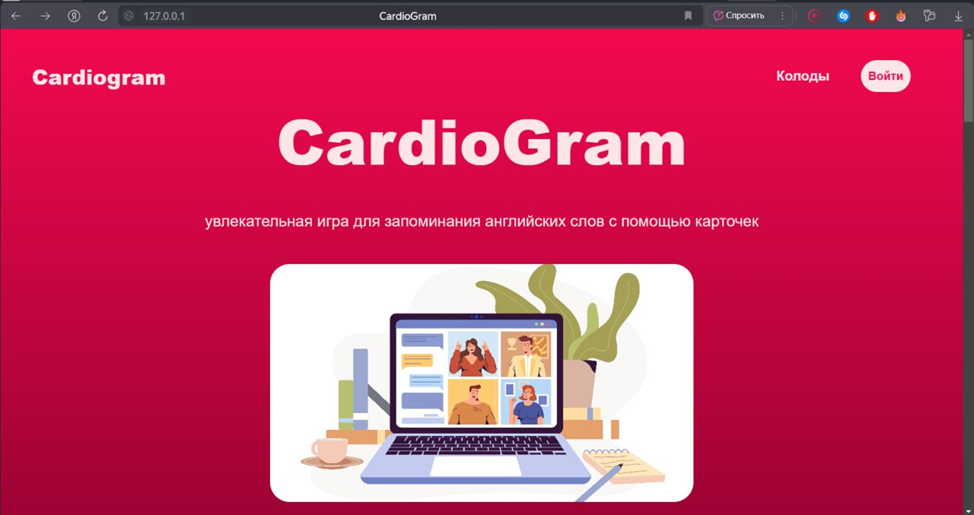 127.0.0.1
CardioGram
Спросить
Cardiogram
Колоды
Войти
CardioGram
увлекательная игра для запоминания английских слов с помощью карточек